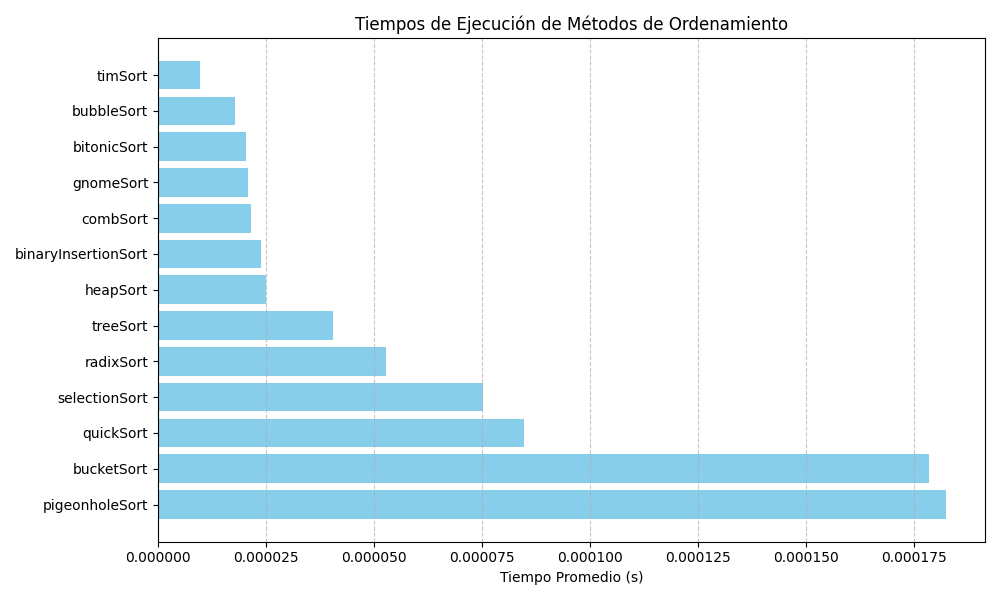 Tiempos de Ejecución de Métodos de Ordenamiento
timSort
bubbleSort
bitonicSort
gnomeSort
combSort
binaryInsertionSort
heapSort
treeSort
radixSort
selectionSort
quickSort
bucketSort
pigeonholeSort
0.000000 0.000025 0.000050 0.000075 0.000100 0.000125 0.000150 0.000175
Tiempo Promedio (s)